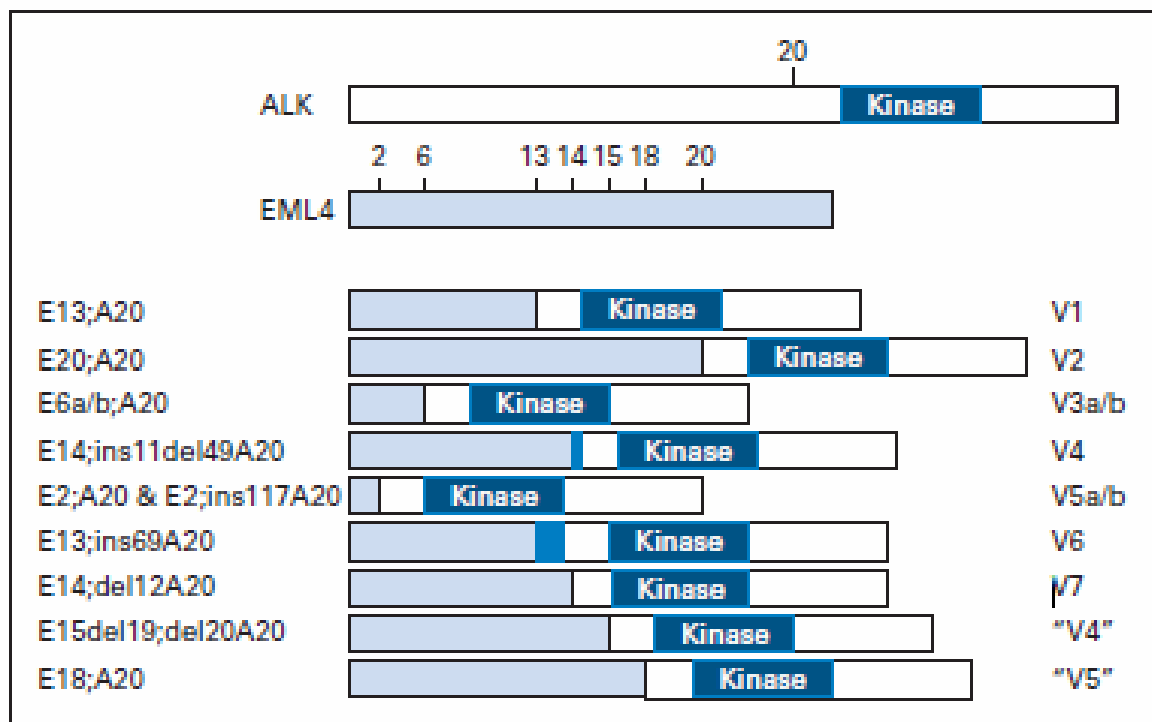 20
ALK Kinase
2 6 13 14 15 18 20
EML4
E13;A20 Kinase V1
E20;A20 Kinase V2
E6a/b;A20 Kinase V3a/b
E14;ins11del49A20 Kinase V4
E2;A20 & E2;ins117A20 Kinase V5a/b
E13;ins69A20 Kinase V6
E14;del12A20 Kinase V7
E15del19;del20A20 Kinase “V4”
E18;A20 Kinase “V5”